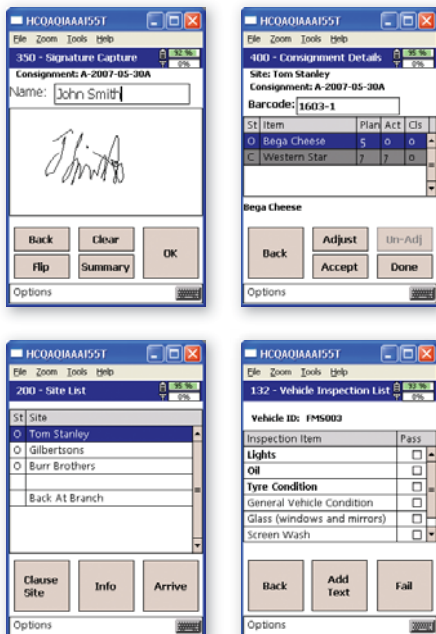 HCQAQIAAAI55T
File Zoom Tools Help
350 - Signature Capture 92 %
0%
Consignment: A-2007-05-30A
Name: John Smith
Back Clear OK
Flip Summary
Options
HCQAQIAAAI55T
File Zoom Tools Help
400 - Consignment Details 95 %
0%
Site: Tom Stanley
Consignment: A-2007-05-30A
Barcode: 1603-1
St Item Plan Act Cls
O Bega Cheese 5 0 0
C Western Star 7 7 0
Bega Cheese
Back Adjust Un-Adj
Accept Done
Options
HCQAQIAAAI55T
File Zoom Tools Help
200 - Site List 95 %
0%
St Site
O Tom Stanley
O Gilbertsons
O Burr Brothers
Back At Branch
Clause Site Info Arrive
Options
HCQAQIAAAI55T
File Zoom Tools Help
132 - Vehicle Inspection List 93 %
0%
Vehicle ID: FMS003
Inspection Item Pass
Lights
Oil
Tyre Condition
General Vehicle Condition
Glass (windows and mirrors)
Screen Wash
Back Add Text Fail
Options